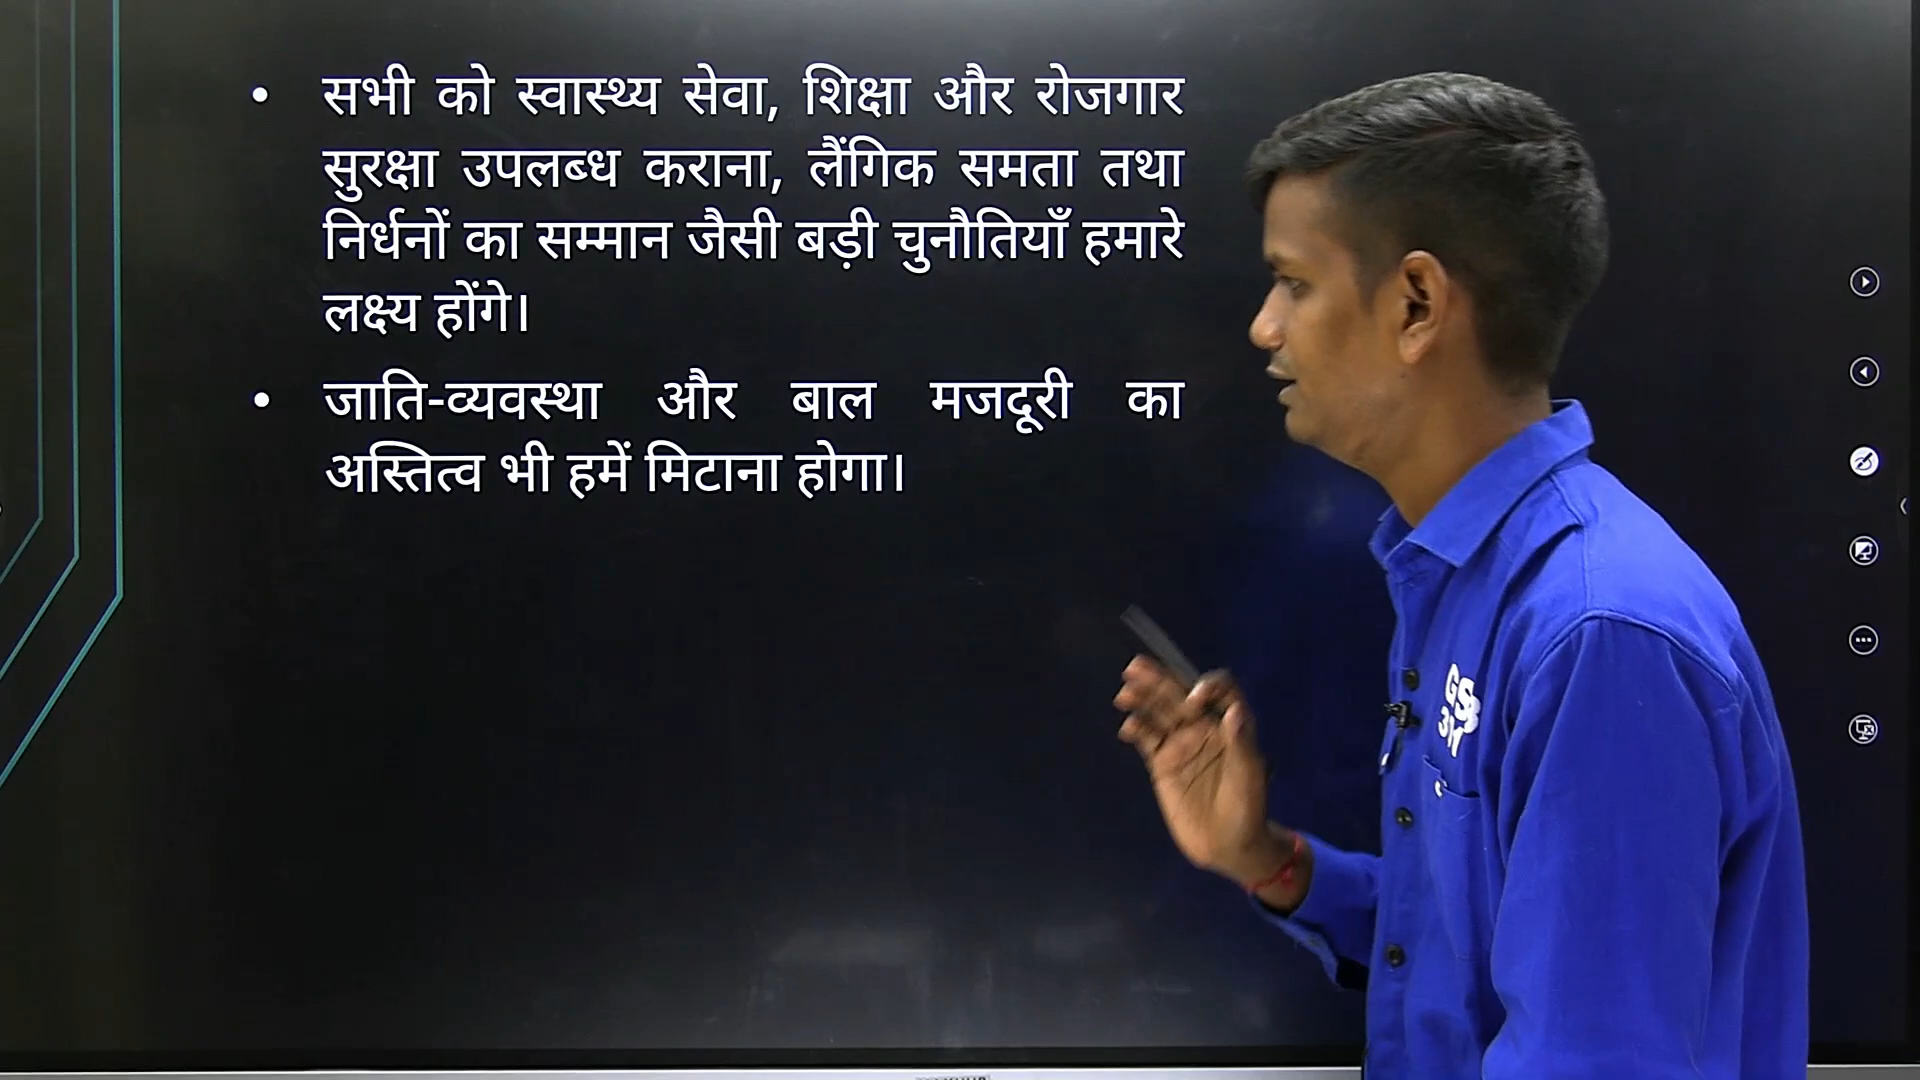 • सभी को स्वास्थ्य सेवा, शिक्षा और रोजगार
सुरक्षा उपलब्ध कराना, लैंगिक समता तथा
निर्धनों का सम्मान जैसी बड़ी चुनौतियाँ हमारे
लक्ष्य होंगे।
• जाति-व्यवस्था और बाल मजदूरी का
अस्तित्व भी हमें मिटाना होगा।